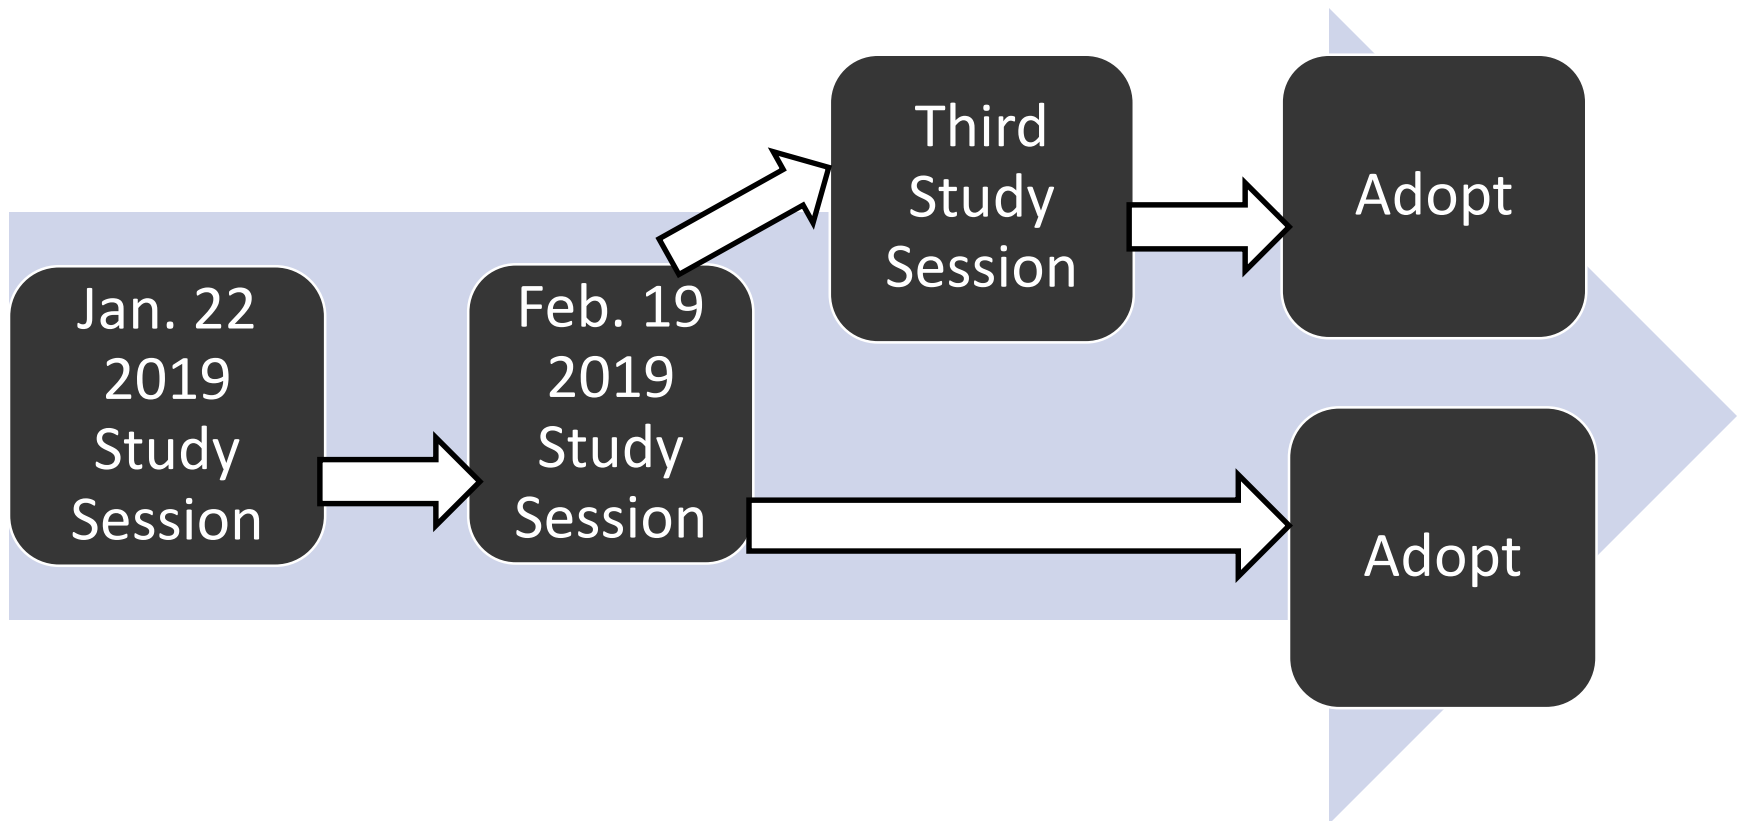 Jan. 22
2019
Study
Session
Feb. 19
2019
Study
Session
Third
Study
Session
Adopt
Adopt